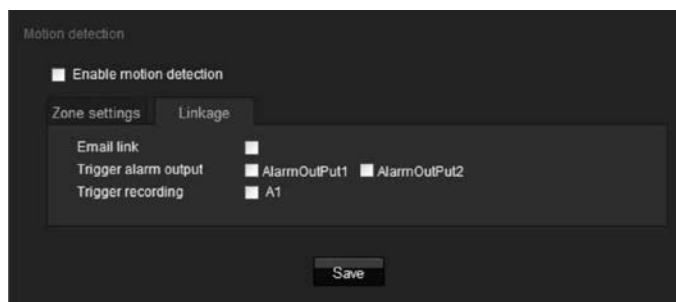 Motion detection
Enable motion detection
Zone settings Linkage
Email link
Trigger alarm output AlarmOutPut1 AlarmOutPut2
Trigger recording A1
Save